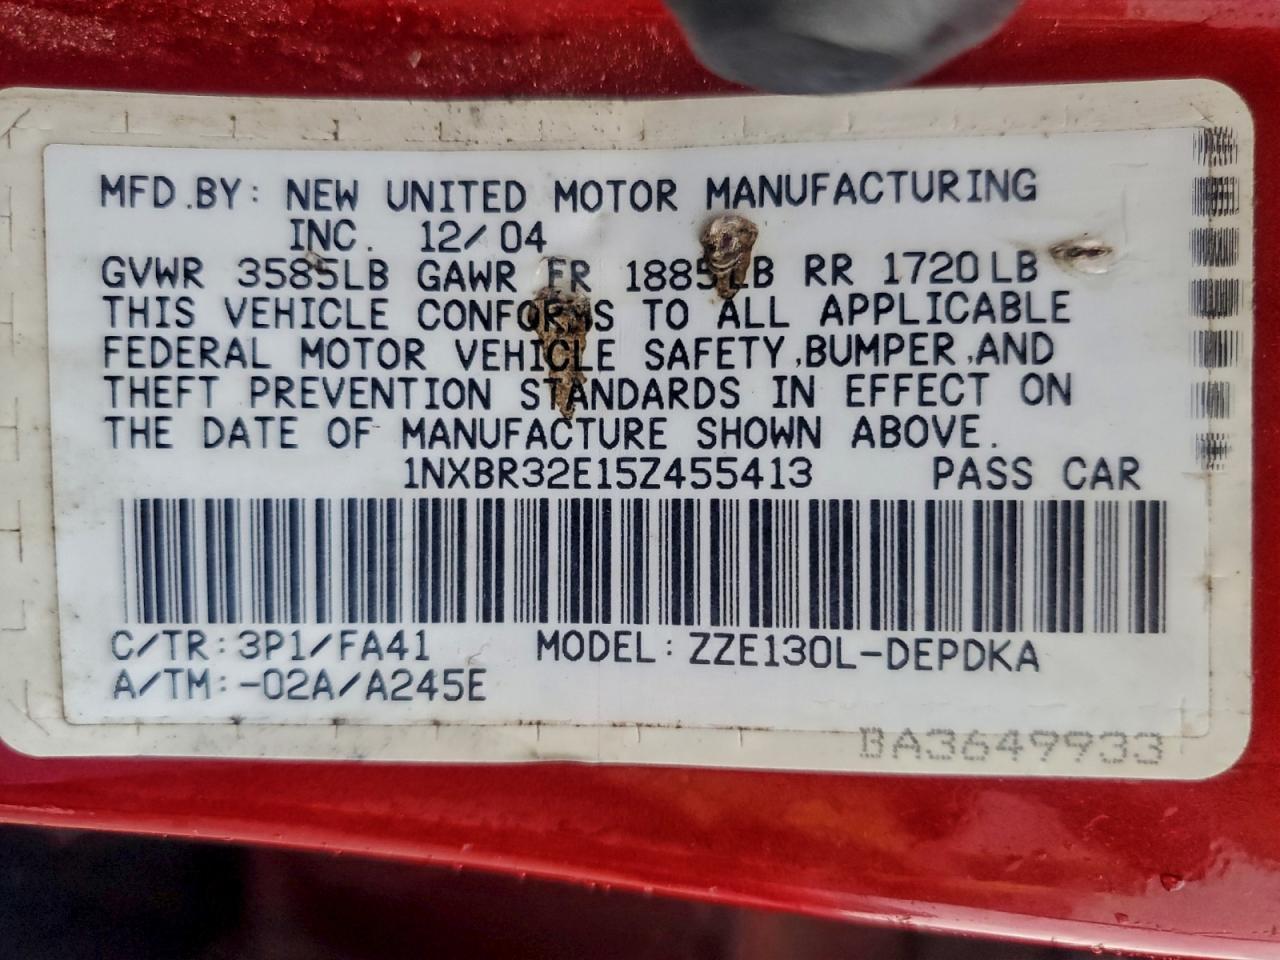 MFD.BY: NEW UNITED MOTOR MANUFACTURING
INC. 12/04
GVWR 3585LB GAWR FR 1885LB RR 1720LB
THIS VEHICLE CONFORMS TO ALL APPLICABLE
FEDERAL MOTOR VEHICLE SAFETY,BUMPER,AND
THEFT PREVENTION STANDARDS IN EFFECT ON
THE DATE OF MANUFACTURE SHOWN ABOVE.
1NXBR32E15Z455413 PASS CAR
C/TR:3P1/FA41 MODEL:ZZE130L-DEPDKA
A/TM:-02A/A245E
BA3649933